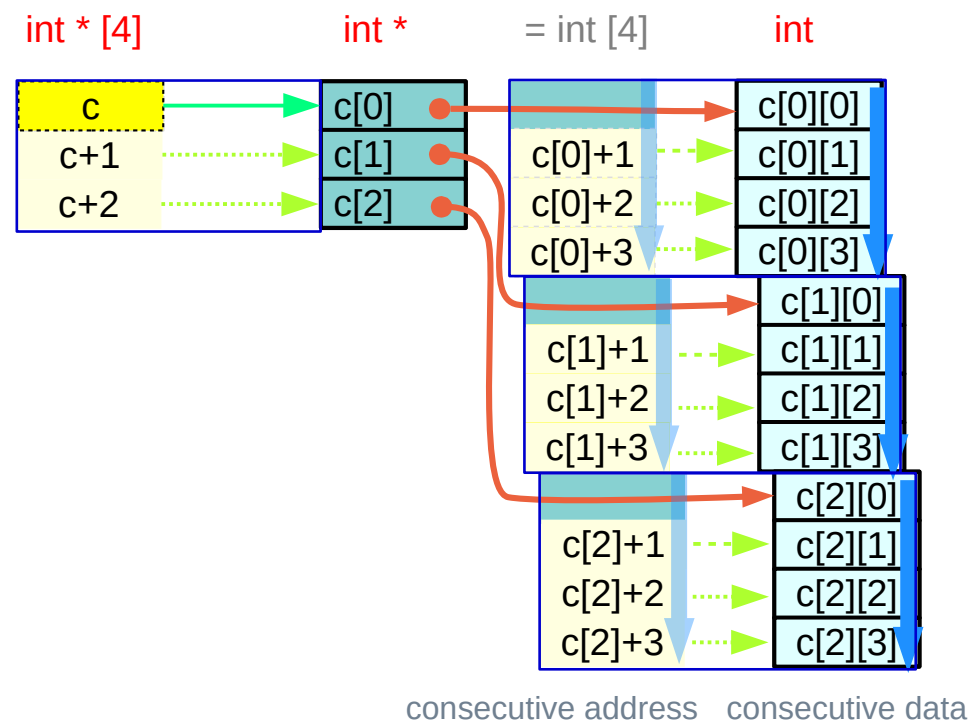 int * [4] int * = int [4] int
c c[0] c[0][0]
c+1 c[1] c[0]+1 c[0][1]
c+2 c[2] c[0]+2 c[0][2]
c[0]+3 c[0][3]
c[1][0]
c[1]+1 c[1][1]
c[1]+2 c[1][2]
c[1]+3 c[1][3]
c[2][0]
c[2]+1 c[2][1]
c[2]+2 c[2][2]
c[2]+3 c[2][3]
consecutive address consecutive data